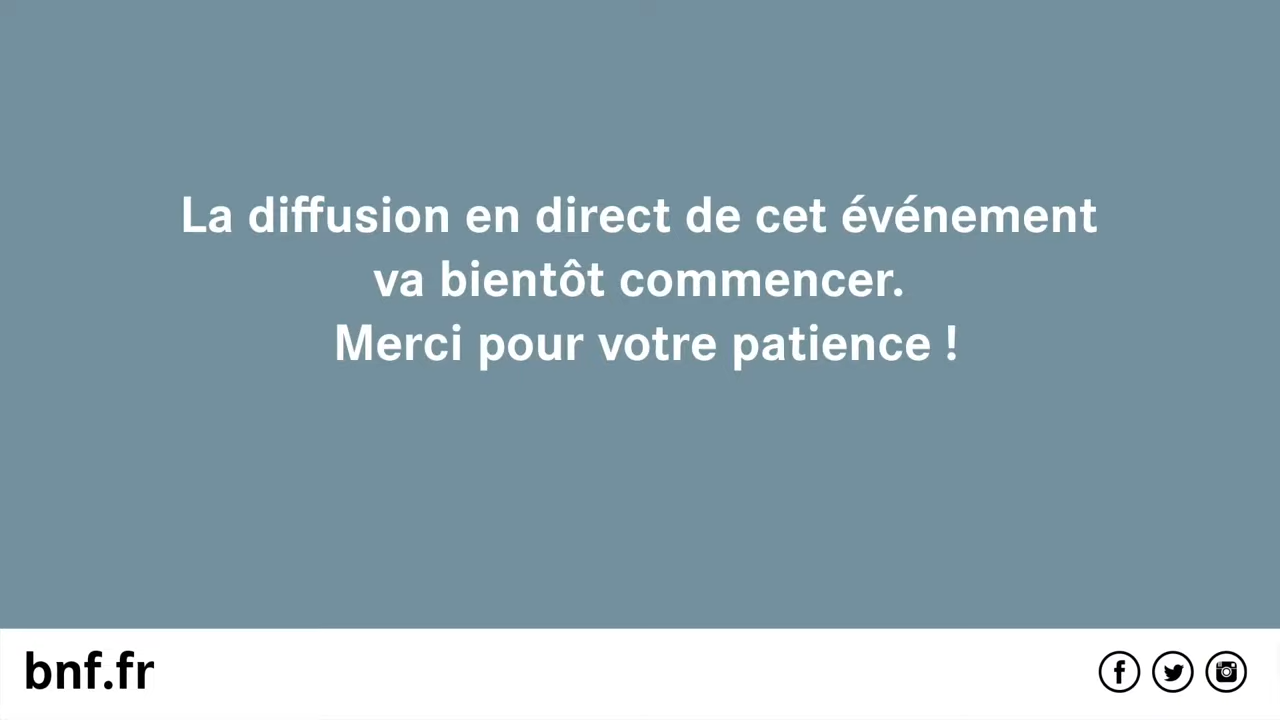 La diffusion en direct de cet événement
va bientôt commencer.
Merci pour votre patience !
bnf.fr